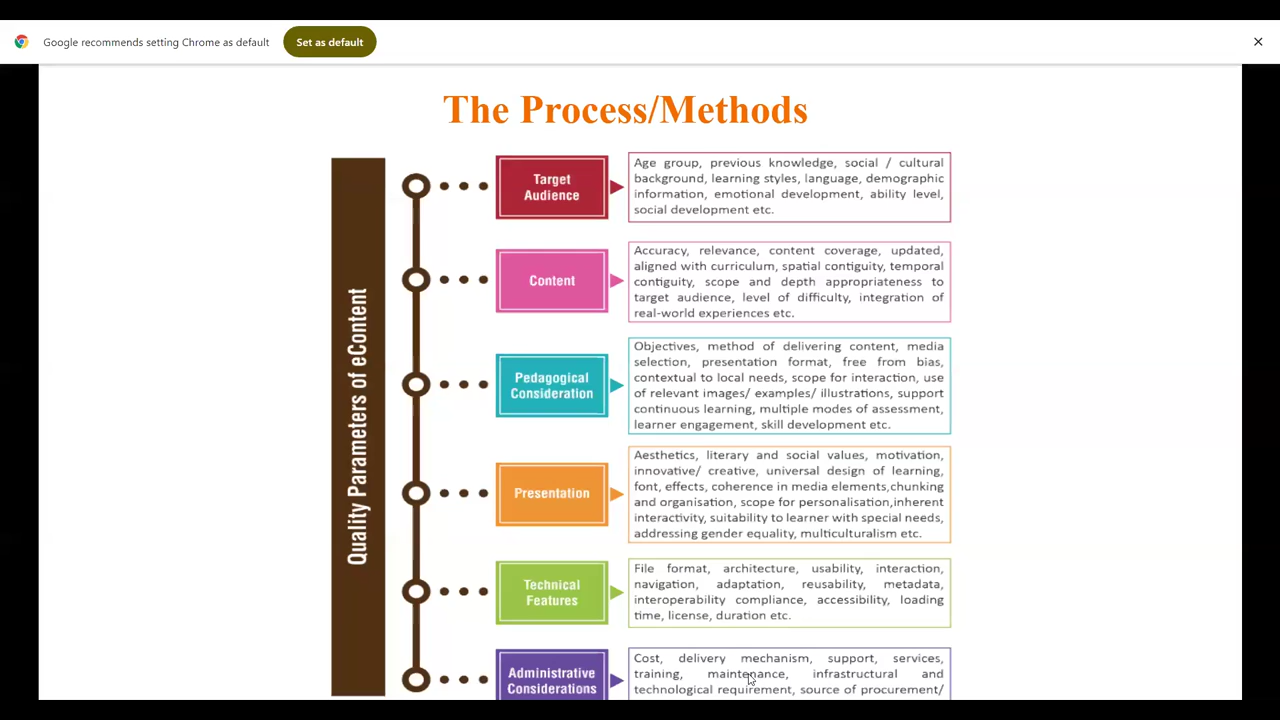 Google recommends setting Chrome as default
Set as default
The Process/Methods
Quality Parameters of eContent
Target
Audience
Age group, previous knowledge, social / cultural
background, learning styles, language, demographic
information, emotional development, ability level,
social development etc.
Content
Accuracy, relevance, content coverage, updated,
aligned with curriculum, spatial contiguity, temporal
contiguity, scope and depth appropriateness to
target audience, level of difficulty, integration of
real-world experiences etc.
Pedagogical
Consideration
Objectives, method of delivering content, media
selection, presentation format, free from bias,
contextual to local needs, scope for interaction, use
of relevant images/ examples/ illustrations, support
continuous learning, multiple modes of assessment,
learner engagement, skill development etc.
Presentation
Aesthetics, literary and social values, motivation,
innovative/ creative, universal design of learning,
font, effects, coherence in media elements,chunking
and organisation, scope for personalisation,inherent
interactivity, suitability to learner with special needs,
addressing gender equality, multiculturalism etc.
Technical
Features
File format, architecture, usability, interaction,
navigation, adaptation, reusability, metadata,
interoperability compliance, accessibility, loading
time, license, duration etc.
Administrative
Considerations
Cost, delivery mechanism, support, services,
training, maintenance, infrastructural and
technological requirement, source of procurement/